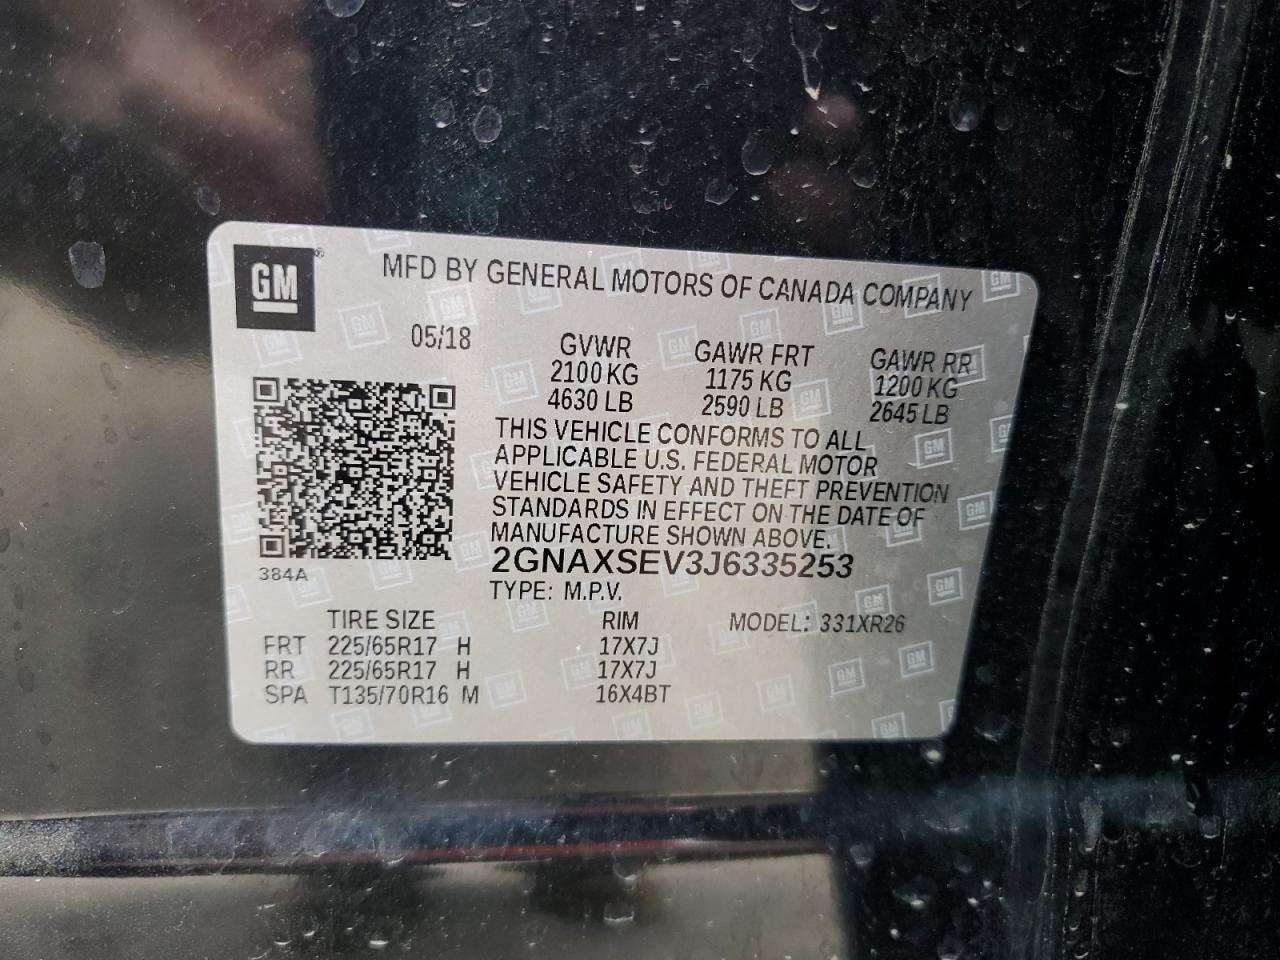 GM ®
MFD BY GENERAL MOTORS OF CANADA COMPANY
05/18
GVWR GAWR FRT GAWR RR
2100 KG 1175 KG 1200 KG
4630 LB 2590 LB 2645 LB
THIS VEHICLE CONFORMS TO ALL
APPLICABLE U.S. FEDERAL MOTOR
VEHICLE SAFETY AND THEFT PREVENTION
STANDARDS IN EFFECT ON THE DATE OF
MANUFACTURE SHOWN ABOVE.
2GNAXSEV3J6335253
384A
TYPE: M.P.V.
TIRE SIZE RIM MODEL: 331XR26
FRT 225/65R17 H 17X7J
RR 225/65R17 H 17X7J
SPA T135/70R16 M 16X4BT